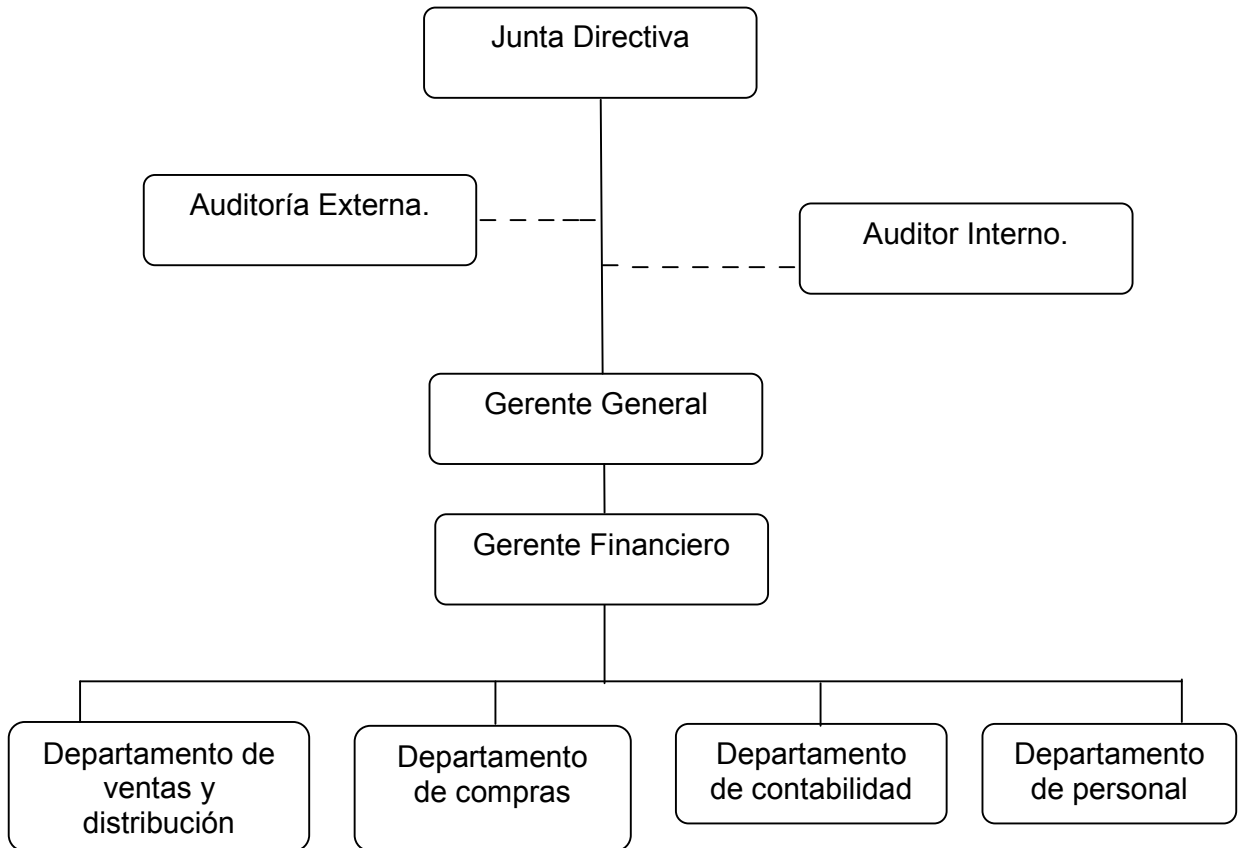 Junta Directiva
Auditoría Externa.
Auditor Interno.
Gerente General
Gerente Financiero
Departamento de
ventas y
distribución
Departamento
de compras
Departamento
de contabilidad
Departamento
de personal